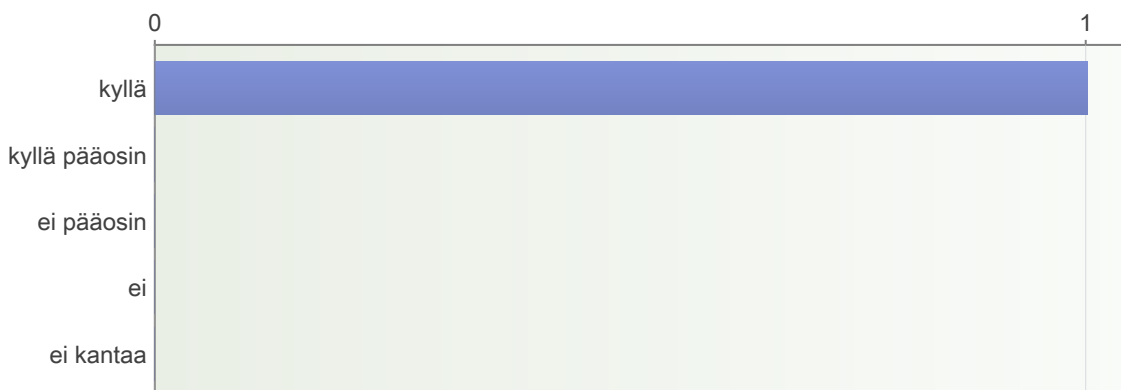 0 1
kyllä
kyllä pääosin
ei pääosin
ei
ei kantaa